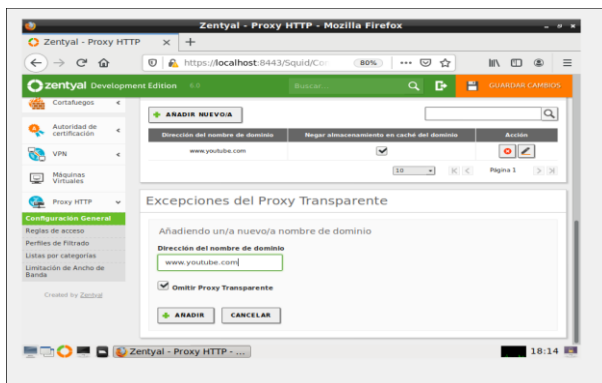 Zentyal - Proxy HTTP - Mozilla Firefox
Zentyal - Proxy HTTP
https://localhost:8443/Squid/Co
80%
zentyal Development Edition 6.0
Buscar...
GUARDAR CAMBIOS
Cortafuegos
Autoridad de certificación
VPN
Máquinas Virtuales
Proxy HTTP
Configuración General
Reglas de acceso
Perfiles de Filtrado
Listas por categorías
Limitación de Ancho de Banda
Created by Zentyal
AÑADIR NUEVO/A
Dirección del nombre de dominio Negar almacenamiento en caché del dominio Acción
www.youtube.com
10 Página 1
Excepciones del Proxy Transparente
Añadiendo un/a nuevo/a nombre de dominio
Dirección del nombre de dominio
www.youtube.com
Omitir Proxy Transparente
AÑADIR CANCELAR
Zentyal - Proxy HTTP - ...
18:14